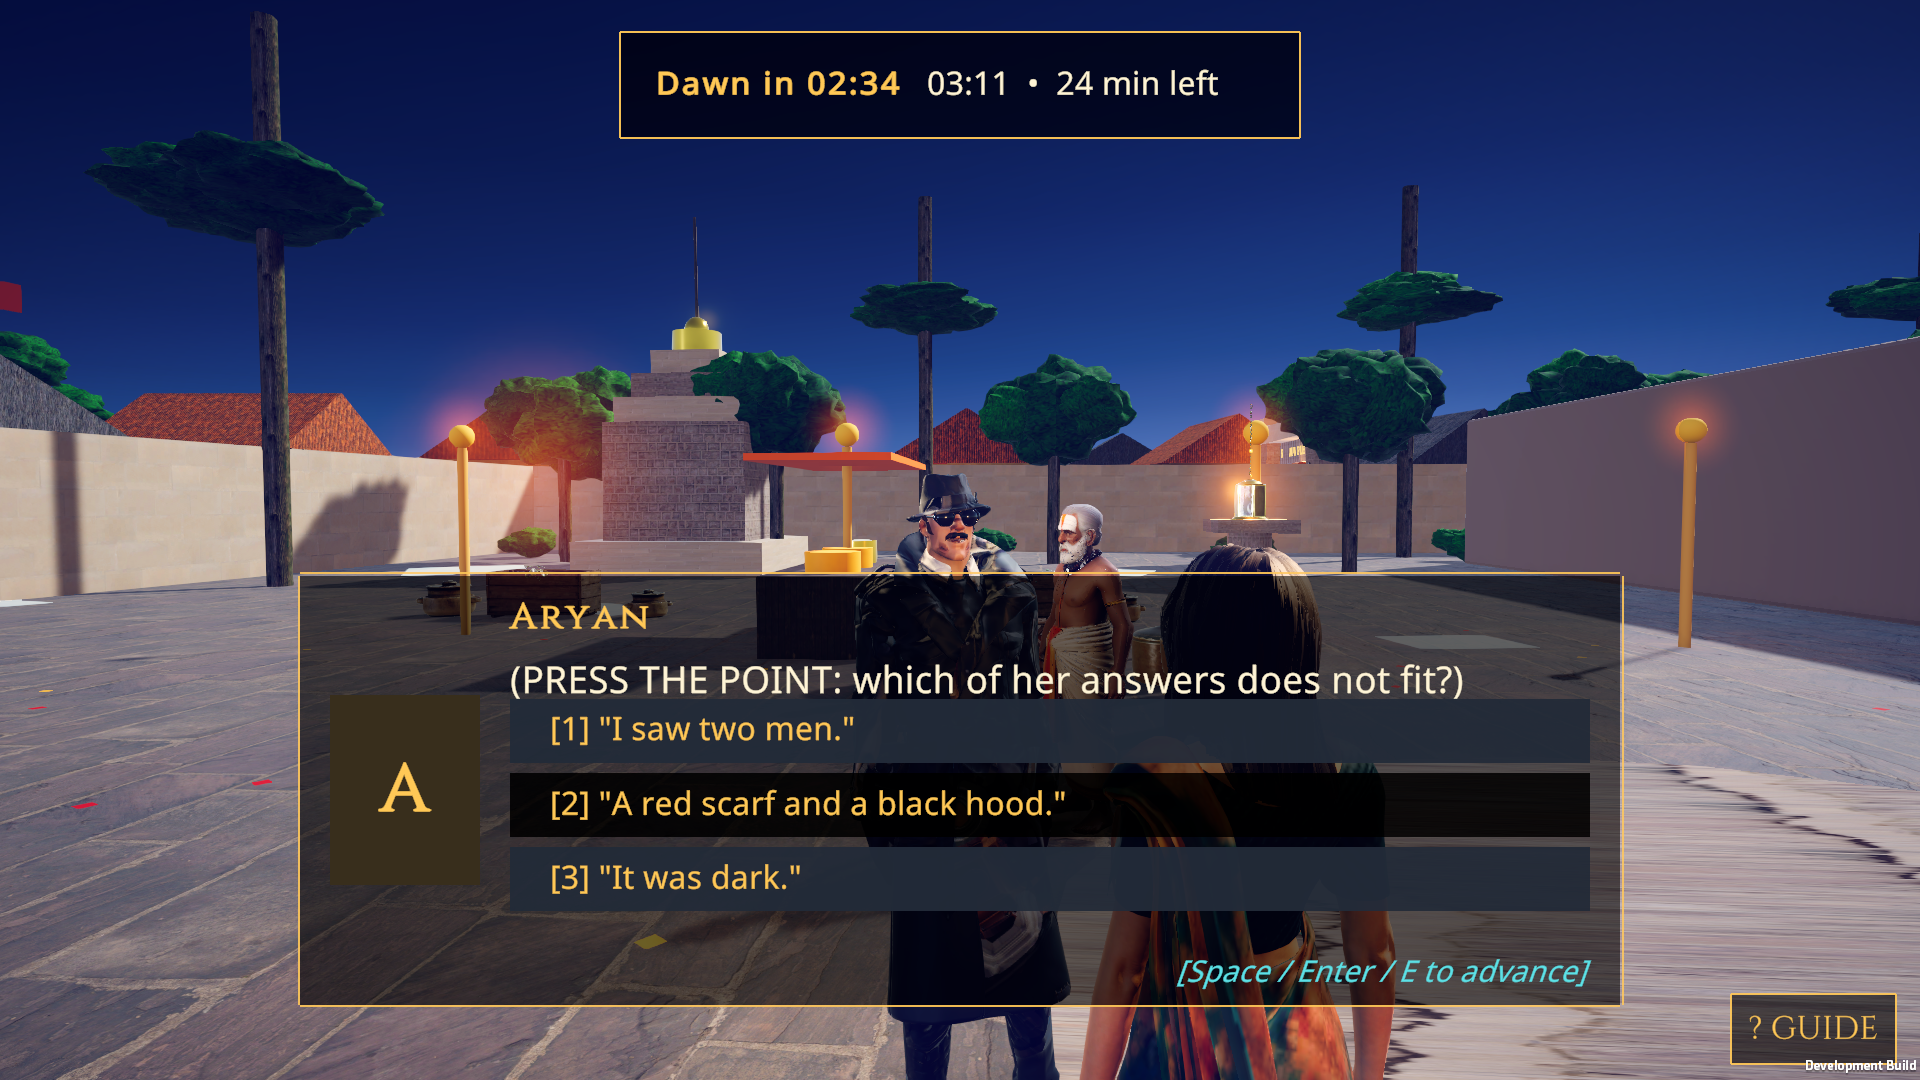 Dawn in 02:34 03:11 • 24 min left
ARYAN
(PRESS THE POINT: which of her answers does not fit?)
[1] "I saw two men."
A
[2] "A red scarf and a black hood."
[3] "It was dark."
[Space / Enter / E to advance]
? GUIDE
Development Build